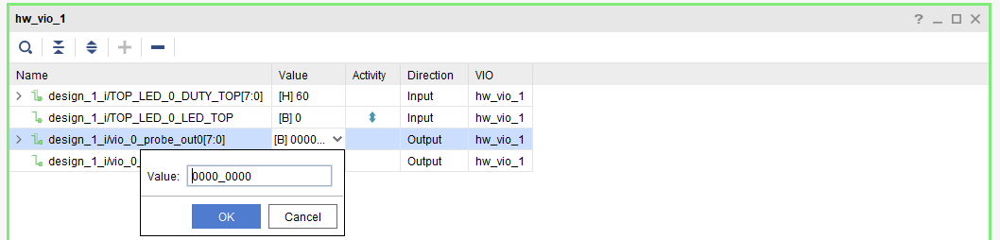 hw_vio_1
Name Value Activity Direction VIO
design_1_i/TOP_LED_0_DUTY_TOP[7:0] [H] 60 Input hw_vio_1
design_1_i/TOP_LED_0_LED_TOP [B] 0 Input hw_vio_1
design_1_i/vio_0_probe_out0[7:0] [B] 0000... Output hw_vio_1
design_1_i/vio_0_ Output hw_vio_1
Value: 0000_0000
OK Cancel